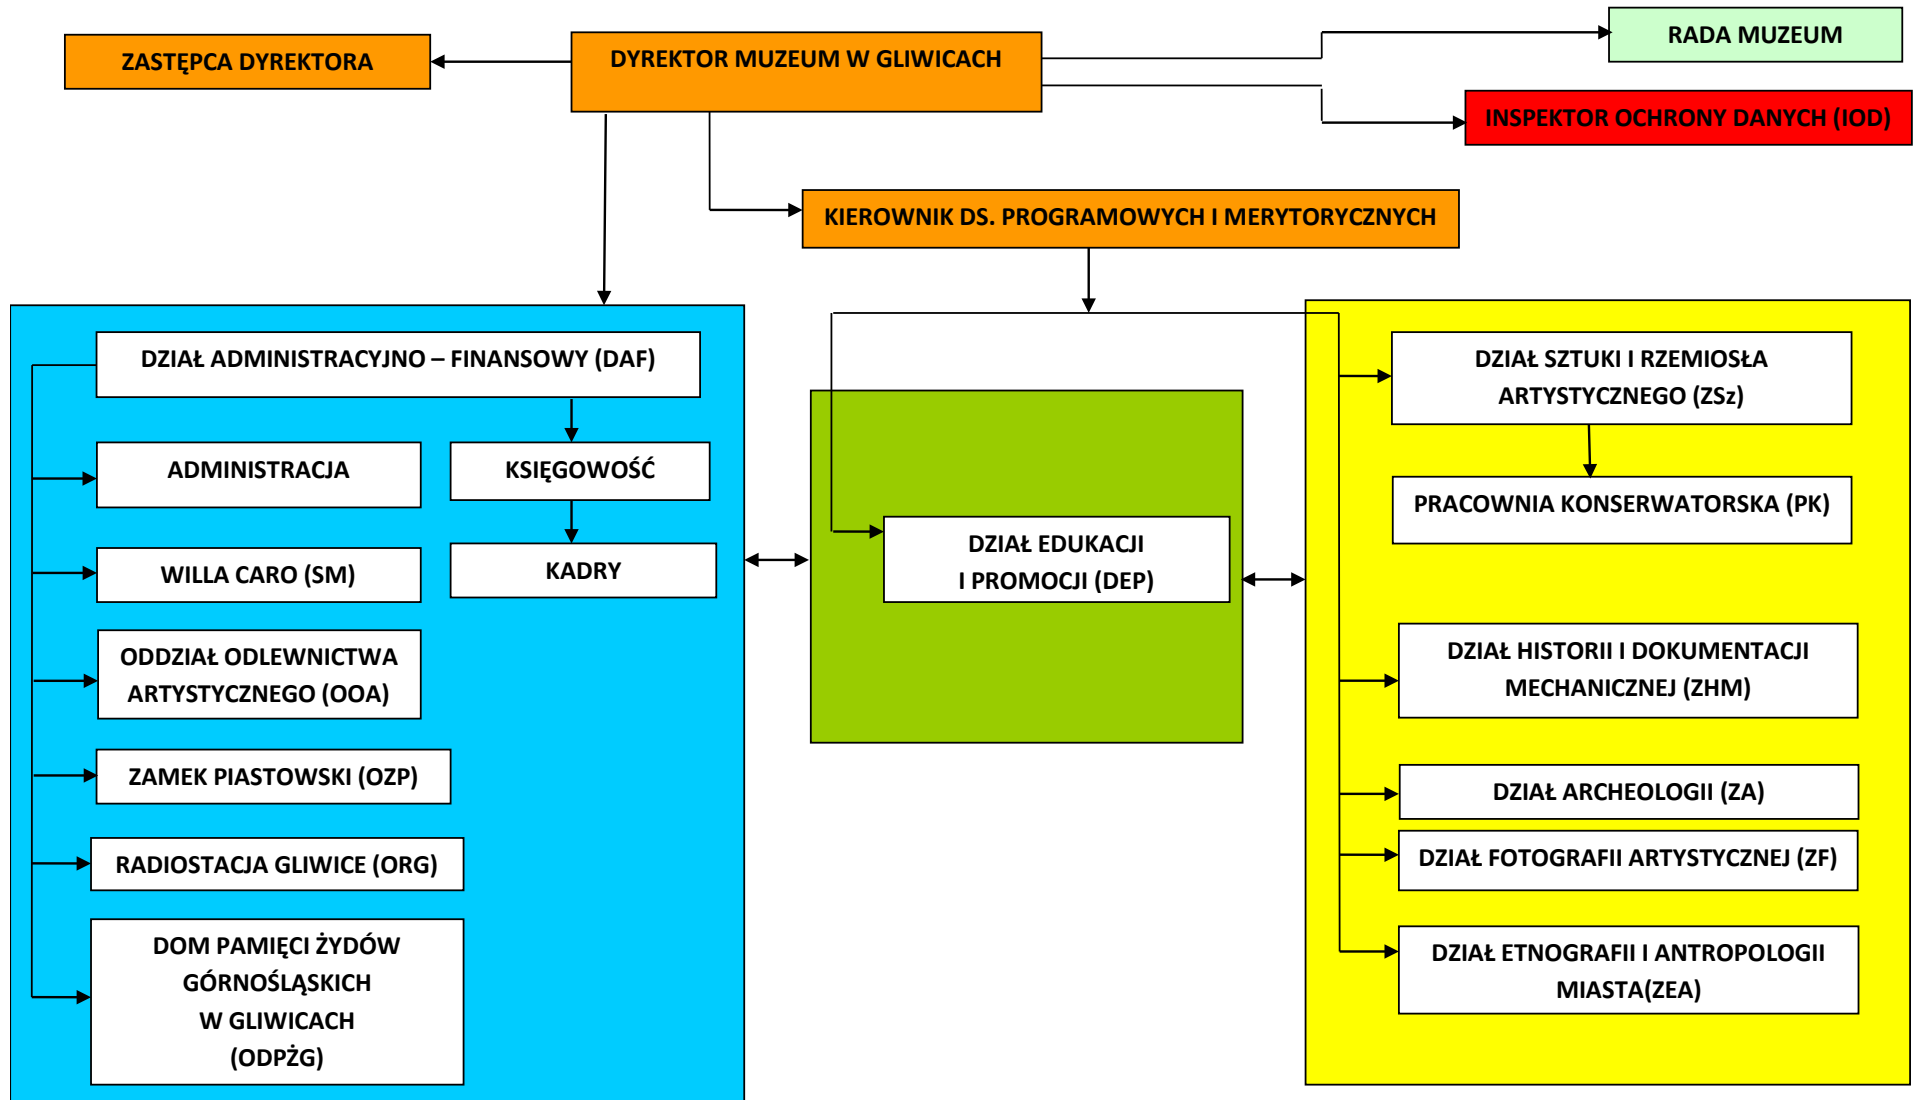 ZASTĘPCA DYREKTORA
DYREKTOR MUZEUM W GLIWICACH
RADA MUZEUM
INSPEKTOR OCHRONY DANYCH (IOD)
KIEROWNIK DS. PROGRAMOWYCH I MERYTORYCZNYCH
DZIAŁ ADMINISTRACYJNO – FINANSOWY (DAF)
ADMINISTRACJA
KSIĘGOWOŚĆ
WILLA CARO (SM)
KADRY
ODDZIAŁ ODLEWNICTWA
ARTYSTYCZNEGO (OOA)
ZAMEK PIASTOWSKI (OZP)
RADIOSTACJA GLIWICE (ORG)
DOM PAMIĘCI ŻYDÓW
GÓRNOŚLĄSKICH
W GLIWICACH
(ODPŻG)
DZIAŁ EDUKACJI
I PROMOCJI (DEP)
DZIAŁ SZTUKI I RZEMIOSŁA
ARTYSTYCZNEGO (ZSz)
PRACOWNIA KONSERWATORSKA (PK)
DZIAŁ HISTORII I DOKUMENTACJI
MECHANICZNEJ (ZHM)
DZIAŁ ARCHEOLOGII (ZA)
DZIAŁ FOTOGRAFII ARTYSTYCZNEJ (ZF)
DZIAŁ ETNOGRAFII I ANTROPOLOGII
MIASTA(ZEA)